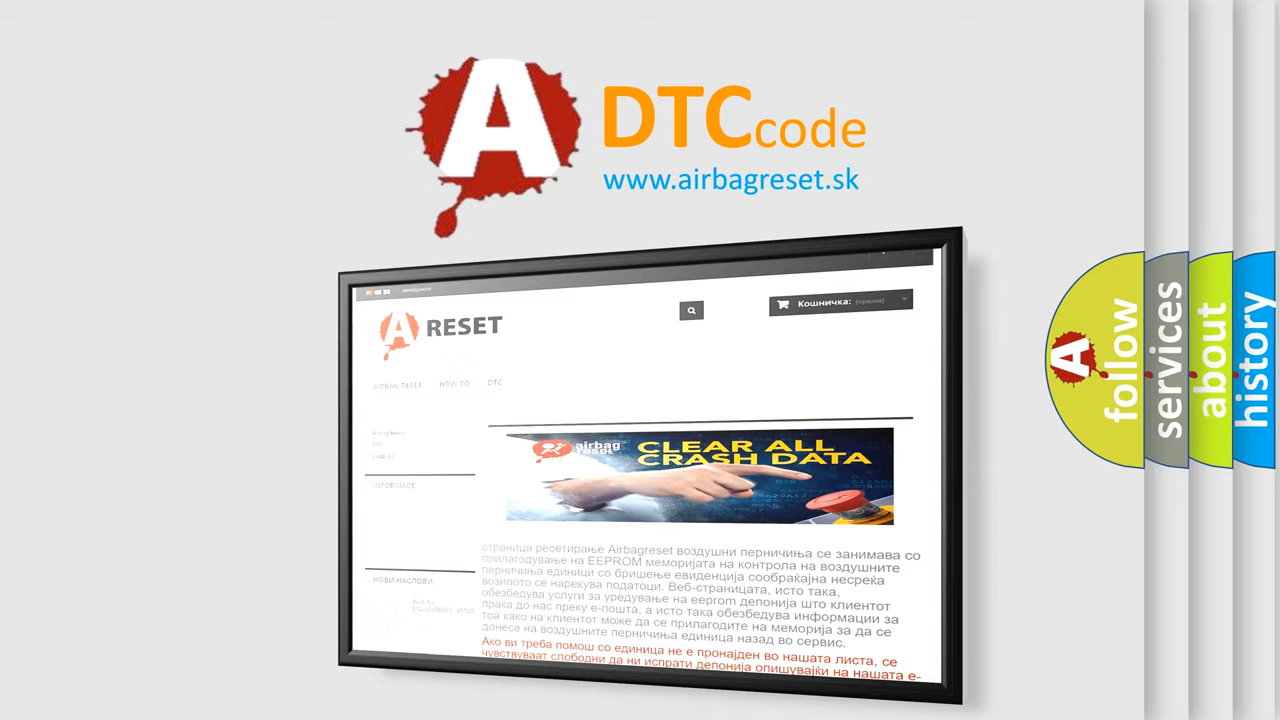 A
DTC code
www.airbagreset.sk
A RESET
Кошничка: (празни)
AIRBAG RESET HOW TO DTC
INFORMACE
НОВИ НАСЛОВИ
airbag
reset
CLEAR ALL
CRASH DATA
страница ресетирање Airbagreset воздушни перничиња се занимава со
прилагодување на EEPROM меморијата на контрола на воздушните
перничиња единици со бришење евиденција сообраќајна несреќа
возилото се нарекува податоци. Веб-страницата, исто така,
обезбедува услуги за уредување на eeprom депонија што клиентот
праќа до нас преку е-пошта, а исто така обезбедува информации за
тоа како на клиентот може да се прилагодите на меморија за да се
донесе на воздушните перничиња единица назад во сервис.
Ако ви треба помош со единица не е пронајден во нашата листа, се
чувствуваат слободни да ни испрати депонија опишувајќи на нашата е-
A
follow
services
about
history